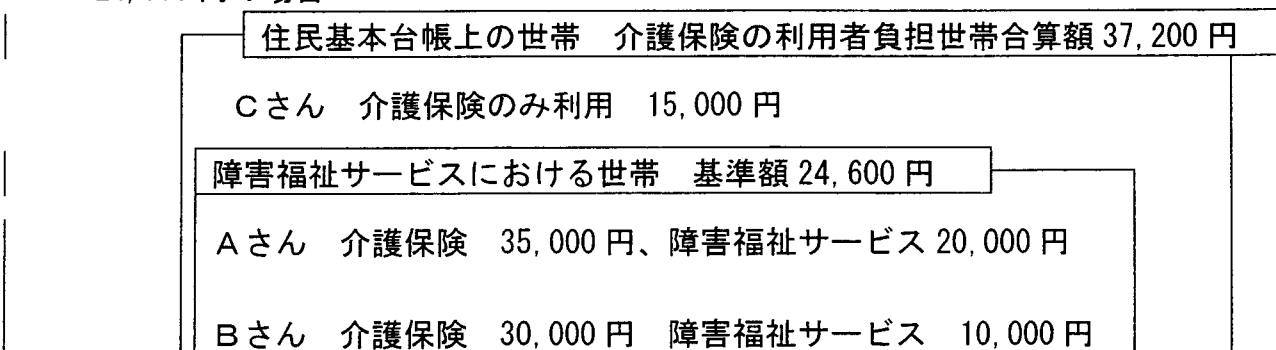 住民基本台帳上の世帯　介護保険の利用者負担世帯合算額 37,200 円
Cさん　介護保険のみ利用　15,000 円
障害福祉サービスにおける世帯　基準額 24,600 円
Aさん　介護保険　35,000 円、障害福祉サービス 20,000 円
Bさん　介護保険　30,000 円　障害福祉サービス　10,000 円